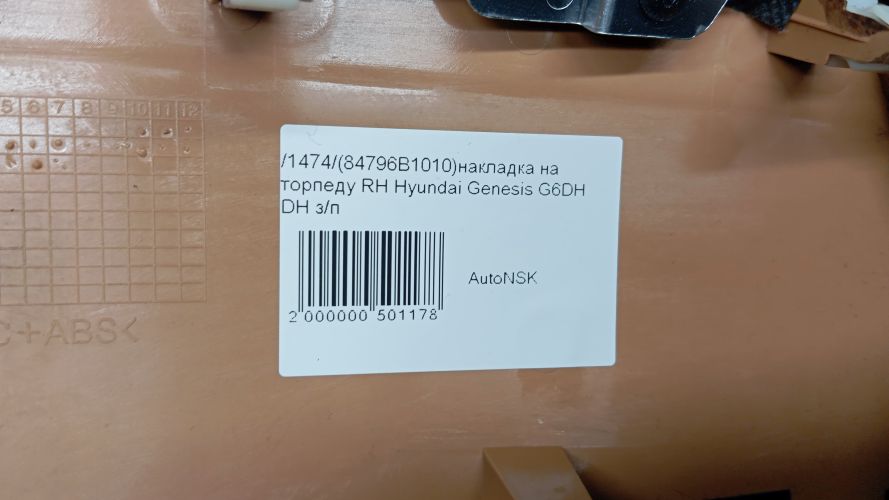 5 6 7 8 9 10 11 12
/1474/(84796B1010)накладка на
торпеду RH Hyundai Genesis G6DH
DH з/п
AutoNSK
2 000000 501178
C+ABS<